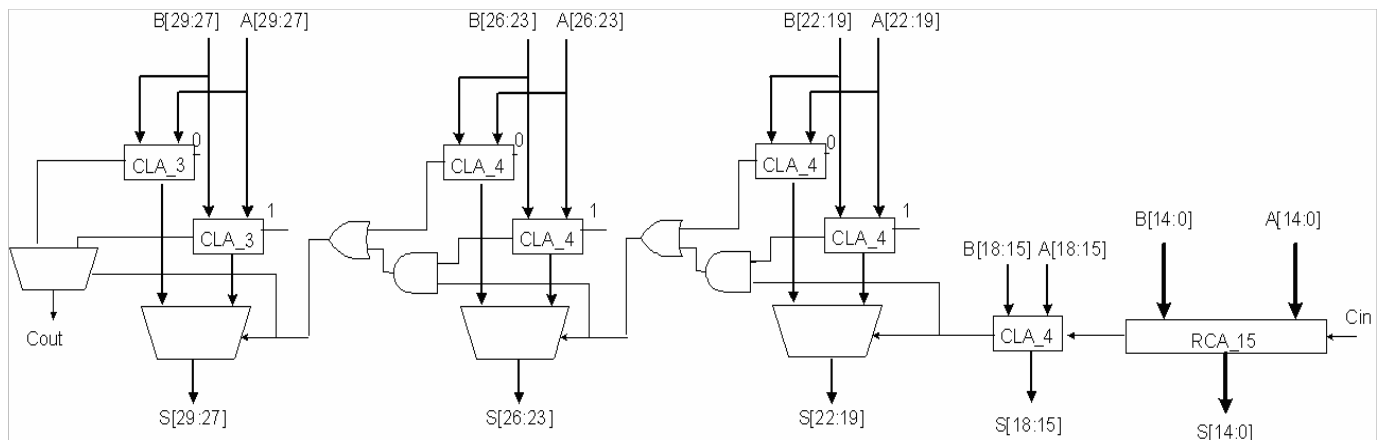 B[29:27] A[29:27]
B[26:23] A[26:23]
B[22:19] A[22:19]
0
CLA_3
0
CLA_4
0
CLA_4
1
CLA_3
1
CLA_4
1
CLA_4
B[14:0] A[14:0]
B[18:15] A[18:15]
Cout
CLA_4
RCA_15
Cin
S[29:27]
S[26:23]
S[22:19]
S[18:15]
S[14:0]